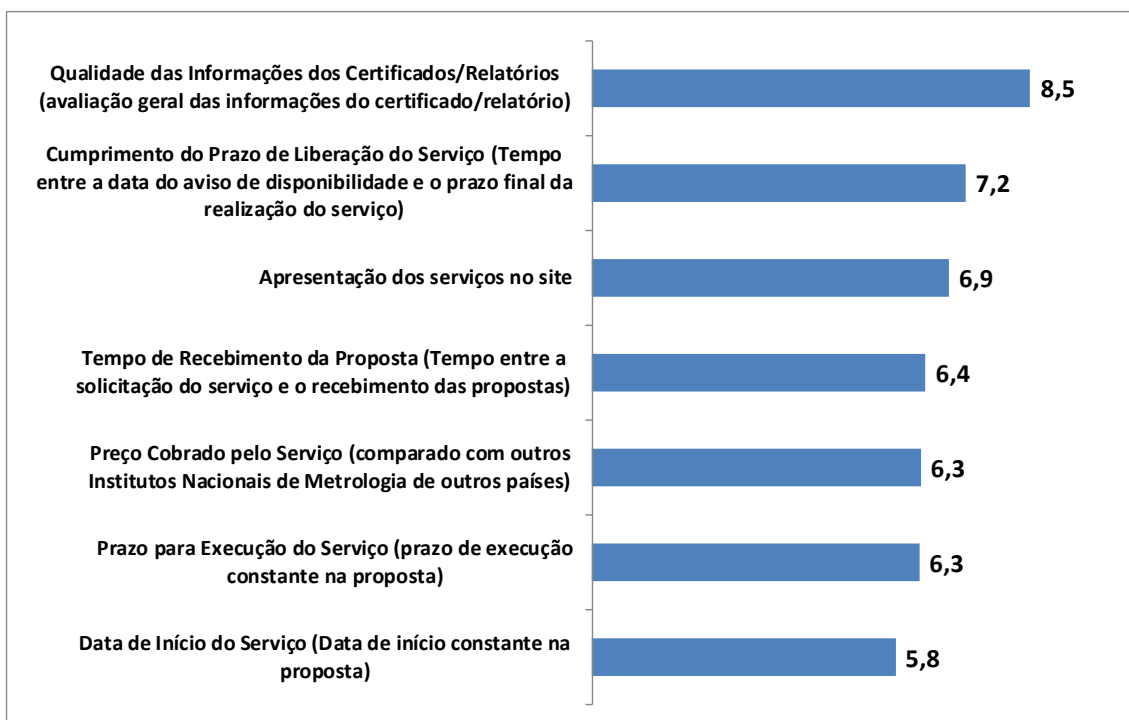 Qualidade das Informações dos Certificados/Relatórios
(avaliação geral das informações do certificado/relatório)
8,5
Cumprimento do Prazo de Liberação do Serviço (Tempo
entre a data do aviso de disponibilidade e o prazo final da
realização do serviço)
7,2
Apresentação dos serviços no site
6,9
Tempo de Recebimento da Proposta (Tempo entre a
solicitação do serviço e o recebimento das propostas)
6,4
Preço Cobrado pelo Serviço (comparado com outros
Institutos Nacionais de Metrologia de outros países)
6,3
Prazo para Execução do Serviço (prazo de execução
constante na proposta)
6,3
Data de Início do Serviço (Data de início constante na
proposta)
5,8